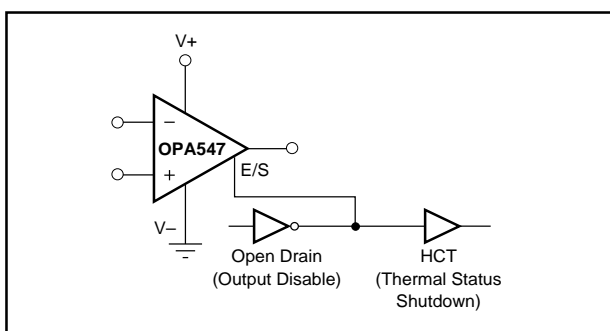 V+
−
OPA547
+
E/S
V–
Open Drain
(Output Disable)
HCT
(Thermal Status
Shutdown)